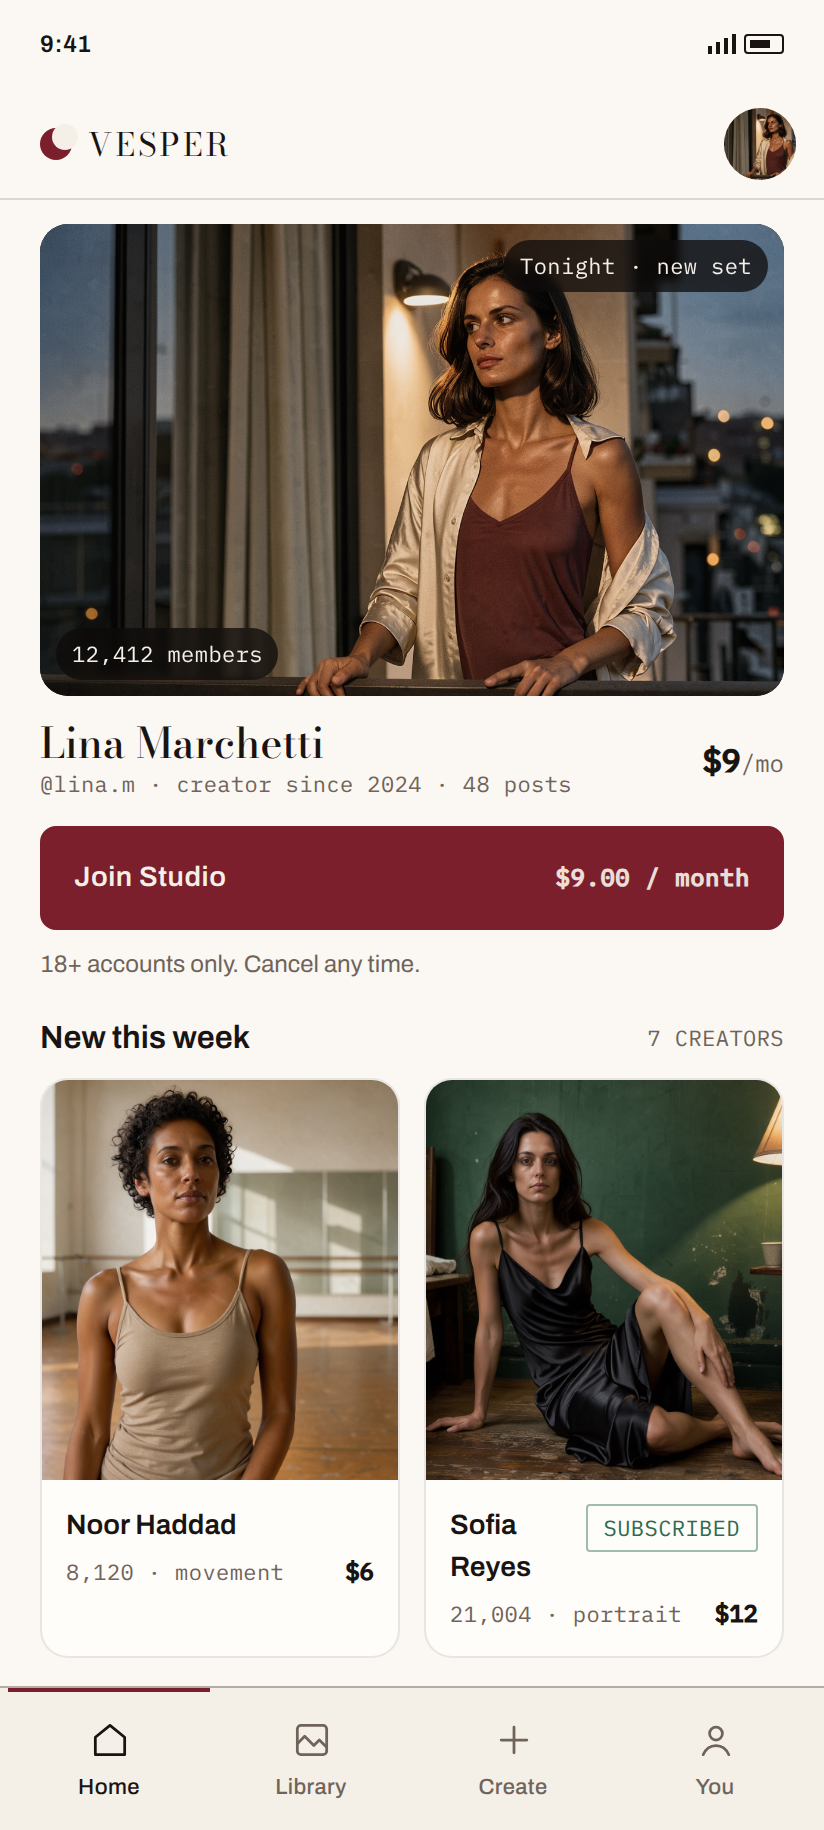 9:41
VESPER
Tonight · new set
12,412 members
Lina Marchetti
@lina.m · creator since 2024 · 48 posts
$9/mo
Join Studio
$9.00 / month
18+ accounts only. Cancel any time.
New this week
7 CREATORS
Noor Haddad
8,120 · movement
$6
Sofia
Reyes
SUBSCRIBED
21,004 · portrait
$12
Home
Library
Create
You